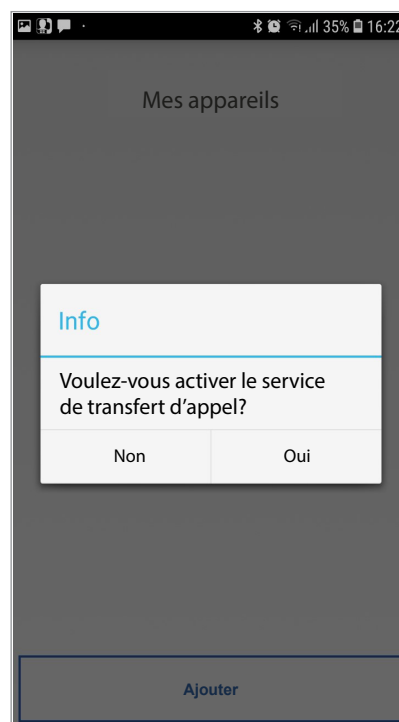 35% 16:22
Mes appareils
Info
Voulez-vous activer le service
de transfert d'appel?
Non Oui
Ajouter